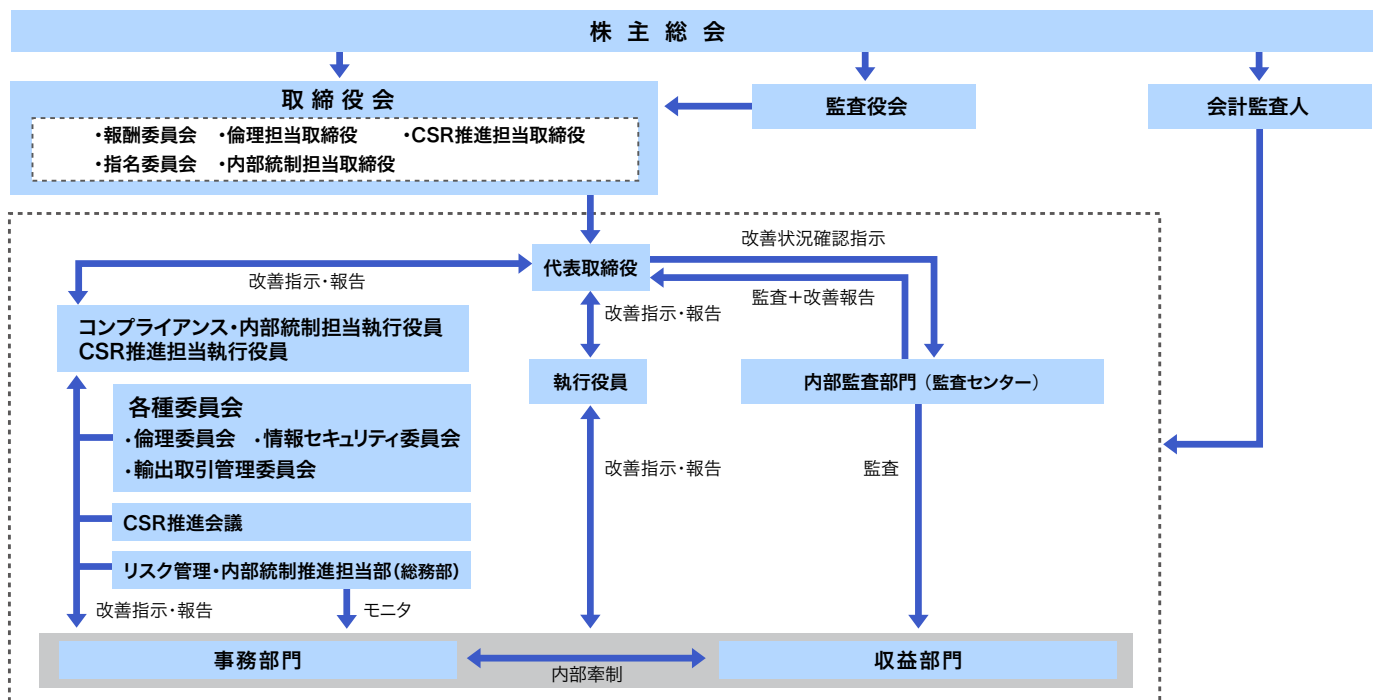 株主総会
取締役会
・報酬委員会 ・倫理担当取締役 ・CSR推進担当取締役
・指名委員会 ・内部統制担当取締役
監査役会
会計監査人
代表取締役
改善状況確認指示
監査＋改善報告
改善指示・報告
改善指示・報告
コンプライアンス・内部統制担当執行役員
CSR推進担当執行役員
執行役員
内部監査部門（監査センター）
各種委員会
・倫理委員会 ・情報セキュリティ委員会
・輸出取引管理委員会
改善指示・報告
監査
CSR推進会議
リスク管理・内部統制推進担当部（総務部）
改善指示・報告
モニタ
事務部門
内部牽制
収益部門